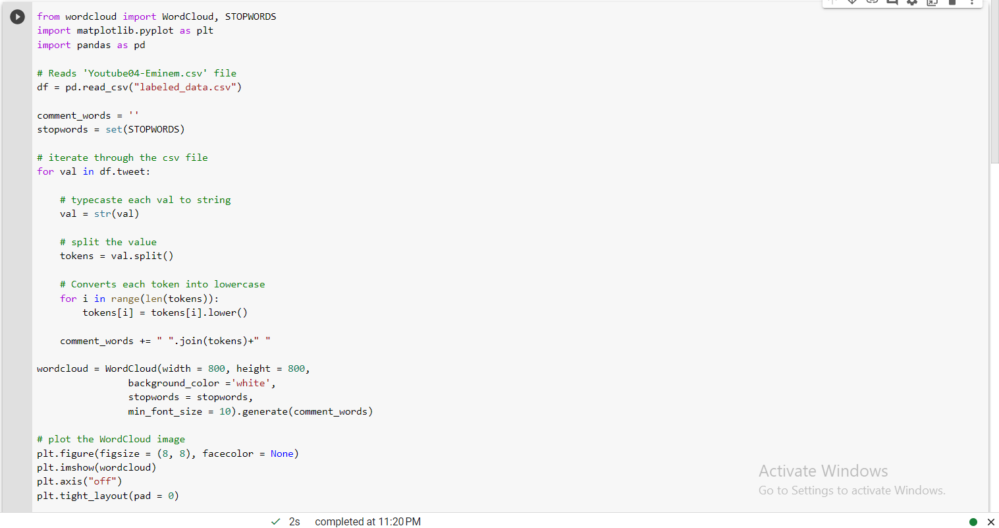 from wordcloud import WordCloud, STOPWORDS
import matplotlib.pyplot as plt
import pandas as pd
# Reads 'Youtube04-Eminem.csv' file
df = pd.read_csv("labeled_data.csv")
comment_words = ''
stopwords = set(STOPWORDS)
# iterate through the csv file
for val in df.tweet:
    # typecaste each val to string
    val = str(val)
    # split the value
    tokens = val.split()
    # Converts each token into lowercase
    for i in range(len(tokens)):
        tokens[i] = tokens[i].lower()
    comment_words += " ".join(tokens)+" "
wordcloud = WordCloud(width = 800, height = 800,
                background_color ='white',
                stopwords = stopwords,
                min_font_size = 10).generate(comment_words)
# plot the WordCloud image
plt.figure(figsize = (8, 8), facecolor = None)
plt.imshow(wordcloud)
plt.axis("off")
plt.tight_layout(pad = 0)
Activate Windows
Go to Settings to activate Windows.
2s completed at 11:20 PM